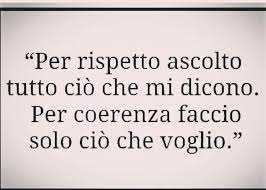 “Per rispetto ascolto
tutto ciò che mi dicono.
Per coerenza faccio
solo ciò che voglio.”